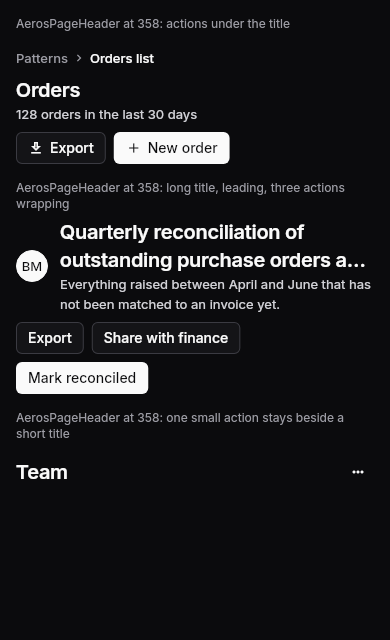 AerosPageHeader at 358: actions under the title
Patterns > Orders list
Orders
128 orders in the last 30 days
Export
New order
AerosPageHeader at 358: long title, leading, three actions
wrapping
BM
Quarterly reconciliation of
outstanding purchase orders a...
Everything raised between April and June that has
not been matched to an invoice yet.
Export
Share with finance
Mark reconciled
AerosPageHeader at 358: one small action stays beside a
short title
Team